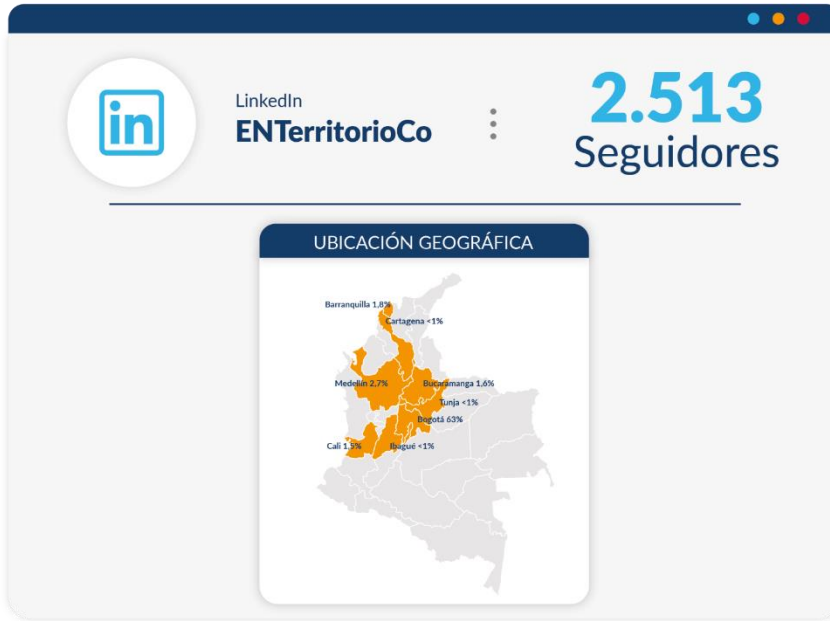 in
LinkedIn
ENTerritorioCo
2.513
Seguidores
UBICACIÓN GEOGRÁFICA
Barranquilla 1,8%
Cartagena <1%
Medellín 2,7%
Bucaramanga 1,6%
Tunja <1%
Bogotá 63%
Cali 1,5%
Ibagué <1%